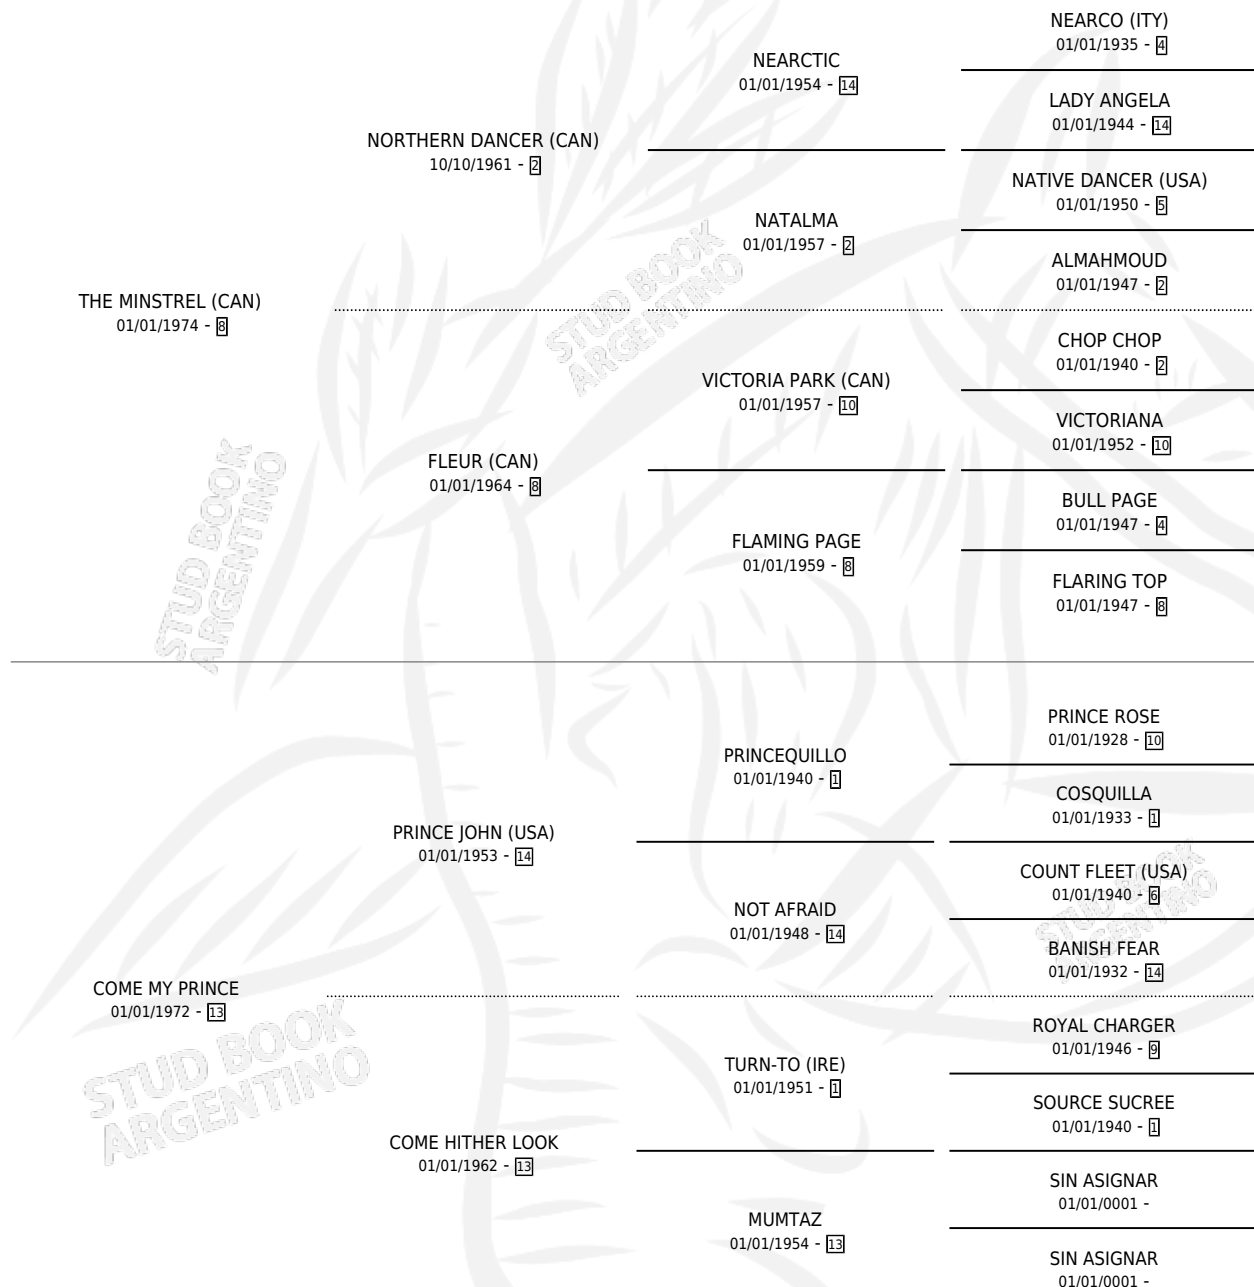 NEARCO (ITY)
01/01/1935 - 4
NEARCTIC
01/01/1954 - 14
LADY ANGELA
01/01/1944 - 14
NORTHERN DANCER (CAN)
10/10/1961 - 2
NATIVE DANCER (USA)
01/01/1950 - 5
NATALMA
01/01/1957 - 2
ALMAHMOUD
01/01/1947 - 2
THE MINSTREL (CAN)
01/01/1974 - 8
STUD BOOK
ARGENTINO
CHOP CHOP
01/01/1940 - 2
VICTORIA PARK (CAN)
01/01/1957 - 10
VICTORIANA
01/01/1952 - 10
FLEUR (CAN)
01/01/1964 - 8
BULL PAGE
01/01/1947 - 4
FLAMING PAGE
01/01/1959 - 8
FLARING TOP
01/01/1947 - 8
STUD BOOK
ARGENTINO
PRINCE ROSE
01/01/1928 - 10
PRINCEQUILLO
01/01/1940 - 1
COSQUILLA
01/01/1933 - 1
PRINCE JOHN (USA)
01/01/1953 - 14
COUNT FLEET (USA)
01/01/1940 - 6
NOT AFRAID
01/01/1948 - 14
BANISH FEAR
01/01/1932 - 14
STUD BOOK
ARGENTINO
COME MY PRINCE
01/01/1972 - 13
ROYAL CHARGER
01/01/1946 - 9
TURN-TO (IRE)
01/01/1951 - 1
SOURCE SUCREE
01/01/1940 - 1
STUD BOOK
ARGENTINO
COME HITHER LOOK
01/01/1962 - 13
SIN ASIGNAR
01/01/0001 -
MUMTAZ
01/01/1954 - 13
SIN ASIGNAR
01/01/0001 -